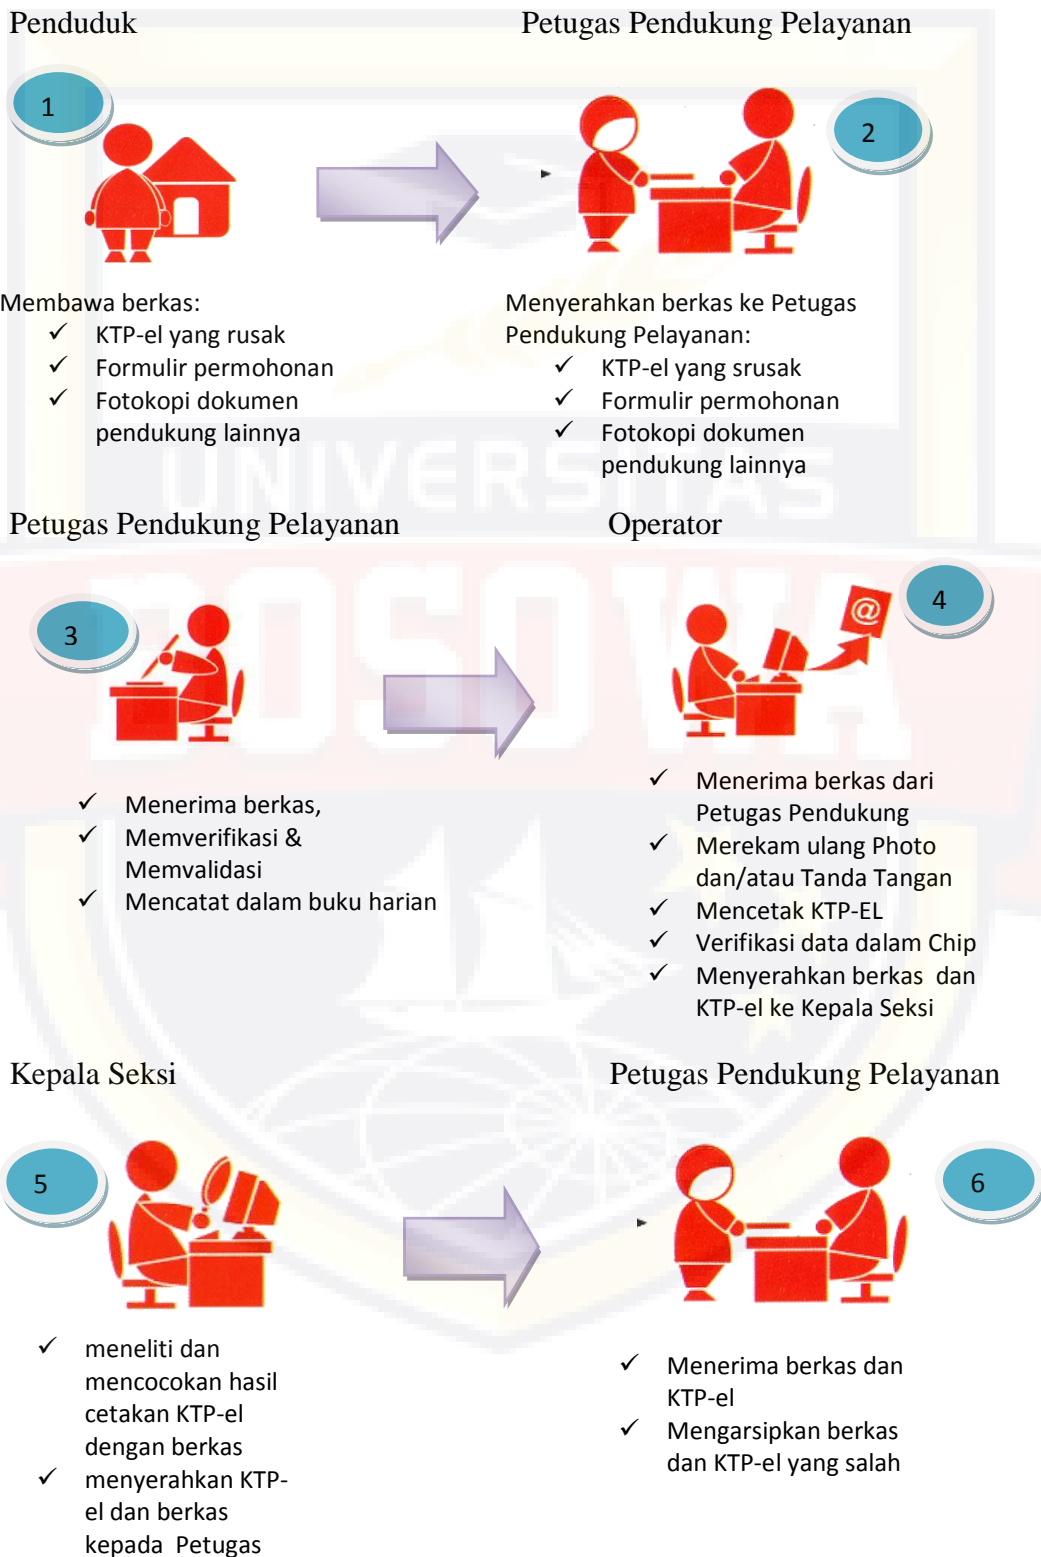 Penduduk
Petugas Pendukung Pelayanan
1
2
Membawa berkas:
✓ KTP-el yang rusak
✓ Formulir permohonan
✓ Fotokopi dokumen
pendukung lainnya
Menyerahkan berkas ke Petugas
Pendukung Pelayanan:
✓ KTP-el yang srusak
✓ Formulir permohonan
✓ Fotokopi dokumen
pendukung lainnya
UNIVERSITAS
Petugas Pendukung Pelayanan
Operator
BOSOWA
3
4
@
✓ Menerima berkas,
✓ Memverifikasi &
Memvalidasi
✓ Mencatat dalam buku harian
✓ Menerima berkas dari
Petugas Pendukung
✓ Merekam ulang Photo
dan/atau Tanda Tangan
✓ Mencetak KTP-EL
✓ Verifikasi data dalam Chip
✓ Menyerahkan berkas dan
KTP-el ke Kepala Seksi
Kepala Seksi
Petugas Pendukung Pelayanan
5
6
✓ meneliti dan
mencocokan hasil
cetakan KTP-el
dengan berkas
✓ menyerahkan KTP-
el dan berkas
kepada Petugas
✓ Menerima berkas dan
KTP-el
✓ Mengarsipkan berkas
dan KTP-el yang salah